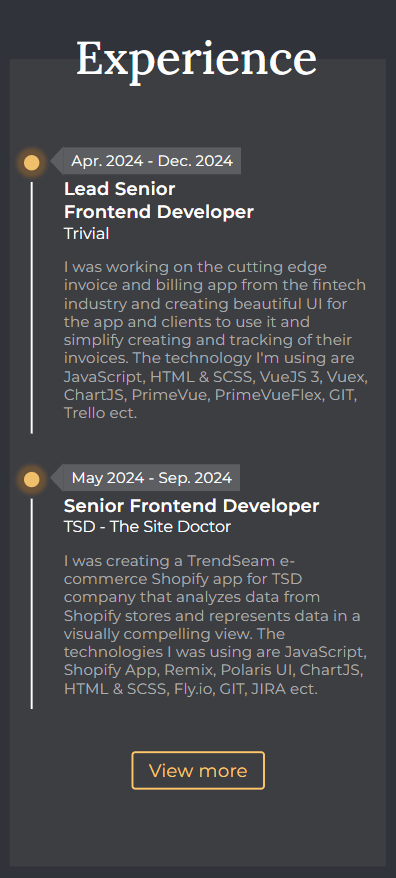 Experience
Apr. 2024 - Dec. 2024
Lead Senior
Frontend Developer
Trivial
I was working on the cutting edge
invoice and billing app from the fintech
industry and creating beautiful UI for
the app and clients to use it and
simplify creating and tracking of their
invoices. The technology I'm using are
JavaScript, HTML & SCSS, VueJS 3, Vuex,
ChartJS, PrimeVue, PrimeVueFlex, GIT,
Trello ect.
May 2024 - Sep. 2024
Senior Frontend Developer
TSD - The Site Doctor
I was creating a TrendSeam e-
commerce Shopify app for TSD
company that analyzes data from
Shopify stores and represents data in a
visually compelling view. The
technologies I was using are JavaScript,
Shopify App, Remix, Polaris UI, ChartJS,
HTML & SCSS, Fly.io, GIT, JIRA ect.
View more